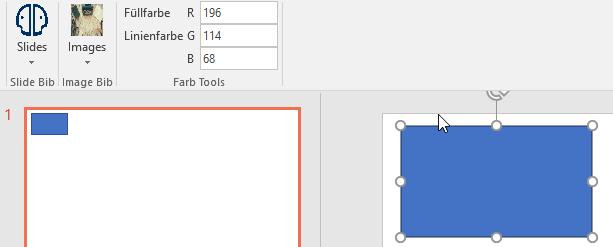 Füllfarbe R 196
Linienfarbe G 114
B 68
Slides
Images
Slide Bib
Image Bib
Farb Tools
1